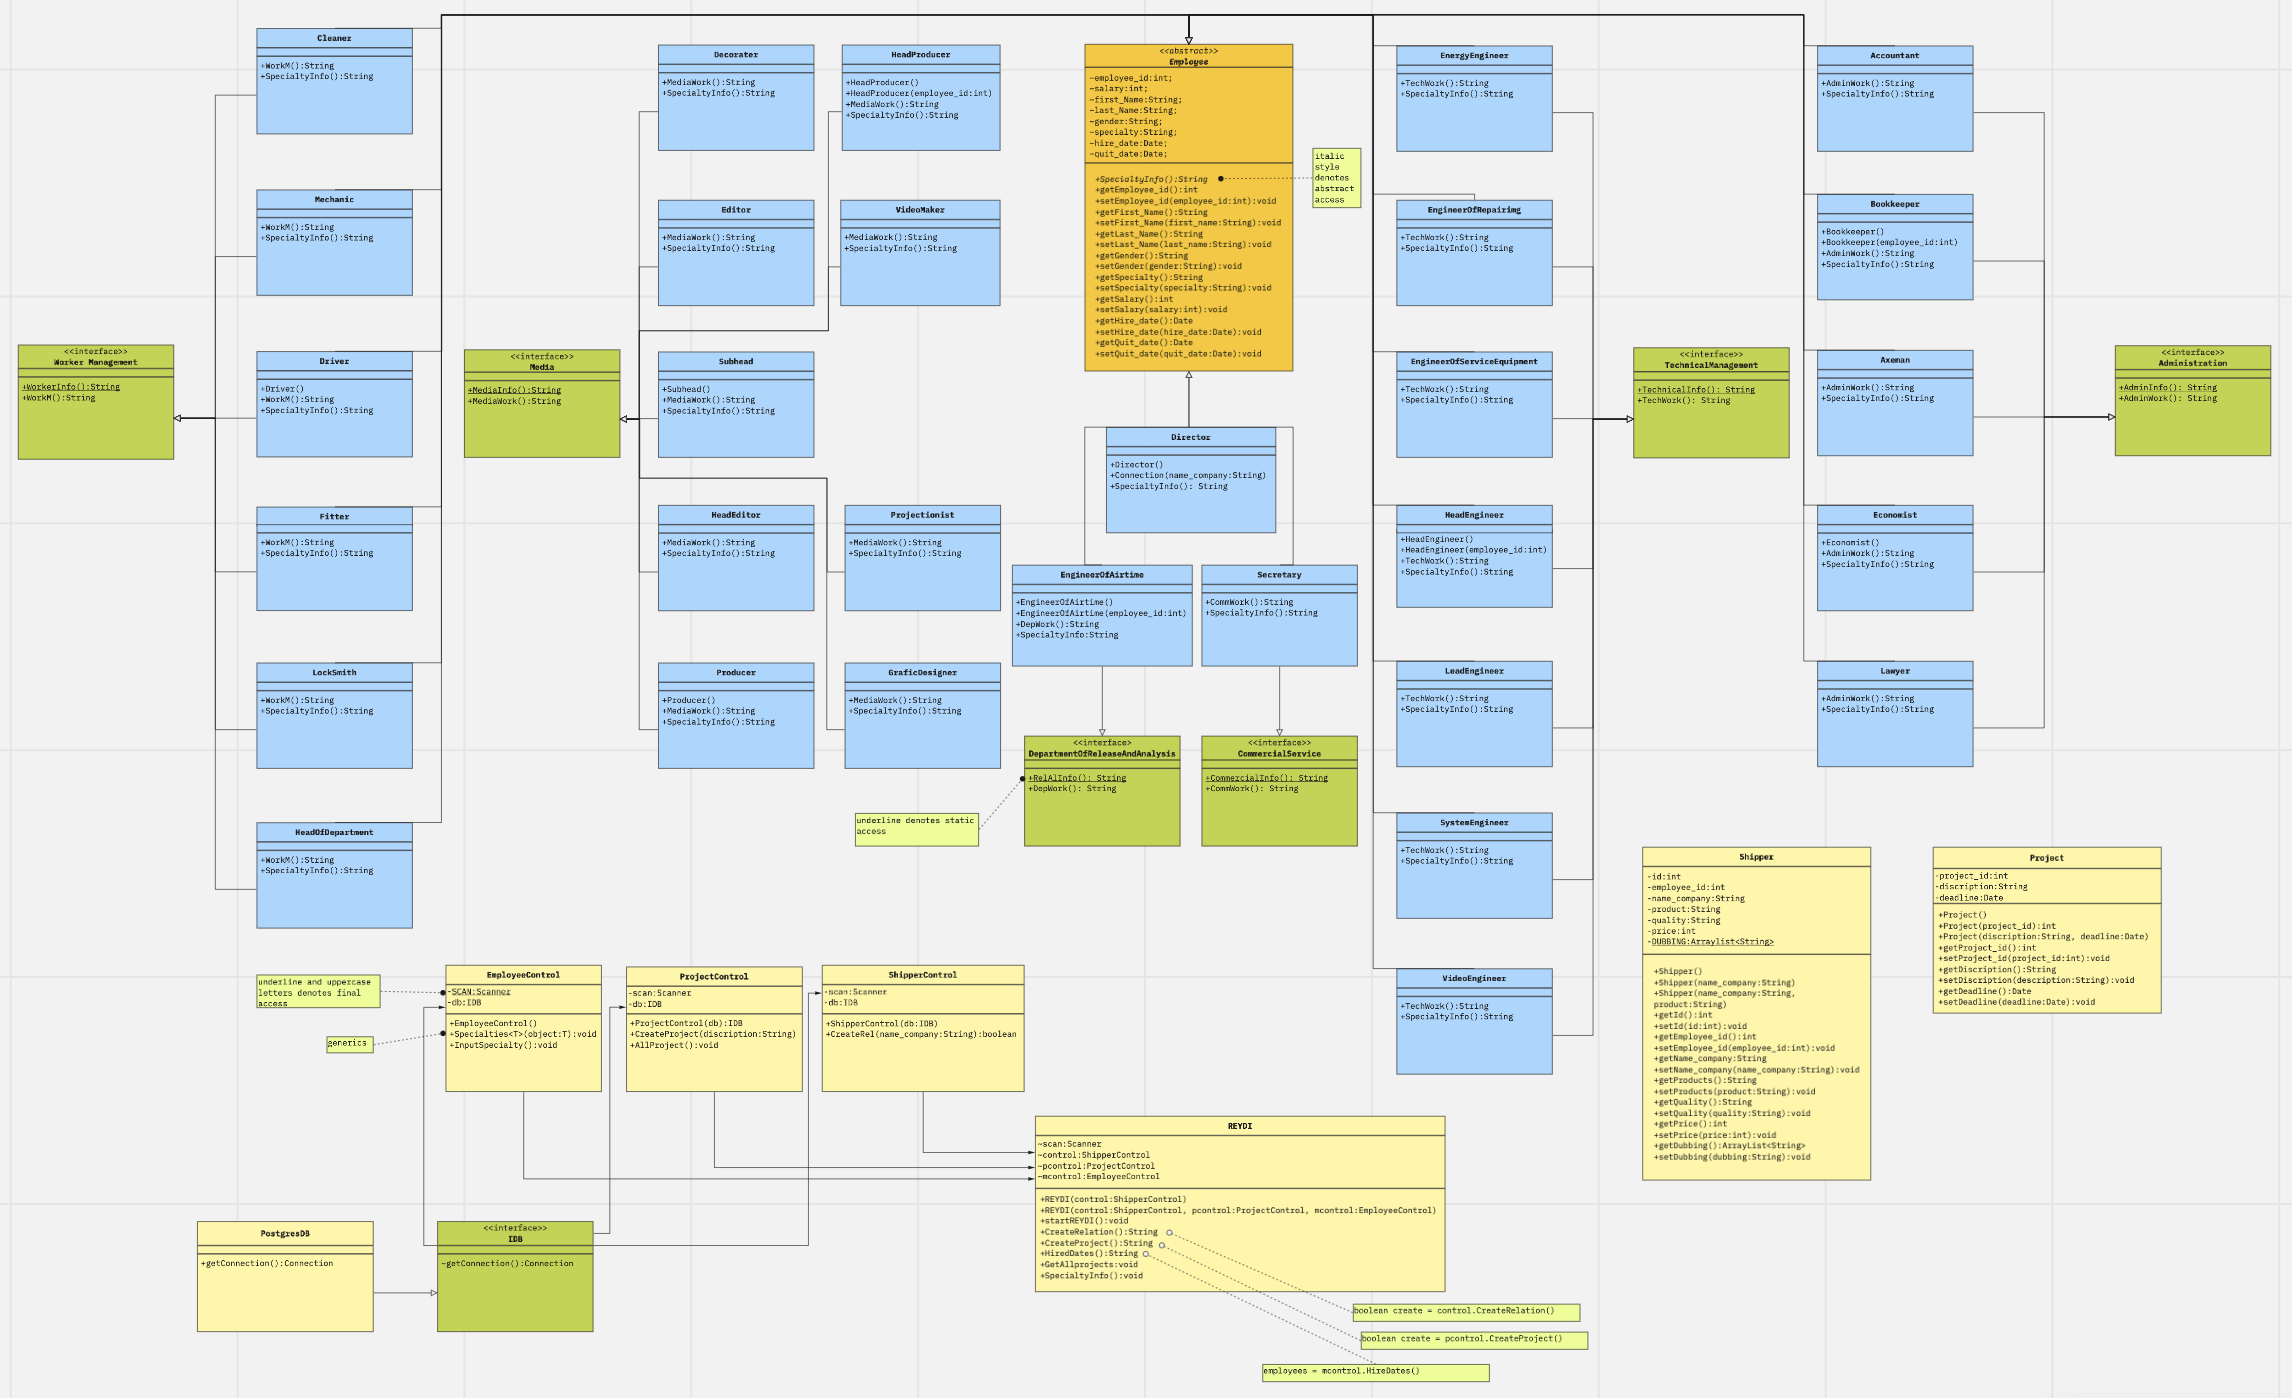 Cleaner
+WorkM():String
+SpecialtyInfo():String
Mechanic
+WorkM():String
+SpecialtyInfo():String
<<interface>>
Worker Management
+WorkerInfo():String
+WorkM():String
Driver
+Driver()
+WorkM():String
+SpecialtyInfo():String
Fitter
+WorkM():String
+SpecialtyInfo():String
LockSmith
+WorkM():String
+SpecialtyInfo():String
HeadOfDepartment
+WorkM():String
+SpecialtyInfo():String
Decorater
+MediaWork():String
+SpecialtyInfo():String
HeadProducer
+HeadProducer()
+HeadProducer(employee_id:int)
+MediaWork():String
+SpecialtyInfo():String
Editor
+MediaWork():String
+SpecialtyInfo():String
VideoMaker
+MediaWork():String
+SpecialtyInfo():String
<<interface>>
Media
+MediaInfo():String
+MediaWork():String
Subhead
+Subhead()
+MediaWork():String
+SpecialtyInfo():String
HeadEditor
+MediaWork():String
+SpecialtyInfo():String
Projectionist
+MediaWork():String
+SpecialtyInfo():String
Producer
+Producer()
+MediaWork():String
+SpecialtyInfo():String
GraficDesigner
+MediaWork():String
+SpecialtyInfo():String
<<abstract>>
Employee
~employee_id:int;
~salary:int;
~first_Name:String;
~last_Name:String;
~gender:String;
~specialty:String;
~hire_date:Date;
~quit_date:Date;
+SpecialtyInfo():String
+getEmployee_id():int
+setEmployee_id(employee_id:int):void
+getFirst_Name():String
+setFirst_Name(first_name:String):void
+getLast_Name():String
+setLast_Name(last_name:String):void
+getGender():String
+setGender(gender:String):void
+getSpecialty():String
+setSpecialty(specialty:String):void
+getSalary():int
+setSalary(salary:int):void
+getHire_date():Date
+setHire_date(hire_date:Date):void
+getQuit_date():Date
+setQuit_date(quit_date:Date):void
italic
style
denotes
abstract
access
Director
+Director()
+Connection(name_company:String)
+SpecialtyInfo(): String
EngineerOfAirtime
+EngineerOfAirtime()
+EngineerOfAirtime(employee_id:int)
+DepWork():String
+SpecialtyInfo:String
Secretary
+CommWork():String
+SpecialtyInfo():String
<<interface>
DepartmentOfReleaseAndAnalysis
+RelAlInfo(): String
+DepWork(): String
<<interface>>
CommercialService
+CommercialInfo(): String
+CommWork(): String
underline denotes static
access
EnergyEngineer
+TechWork():String
+SpecialtyInfo():String
EngineerOfRepairimg
+TechWork():String
+SpecialtyInfo():String
EngineerOfServiceEquipment
+TechWork():String
+SpecialtyInfo():String
HeadEngineer
+HeadEngineer()
+HeadEngineer(employee_id:int)
+TechWork():String
+SpecialtyInfo():String
LeadEngineer
+TechWork():String
+SpecialtyInfo():String
SystemEngineer
+TechWork():String
+SpecialtyInfo():String
VideoEngineer
+TechWork():String
+SpecialtyInfo():String
<<interface>>
TechnicalManagement
+TechnicalInfo(): String
+TechWork(): String
Accountant
+AdminWork():String
+SpecialtyInfo():String
Bookkeeper
+Bookkeeper()
+Bookkeeper(employee_id:int)
+AdminWork():String
+SpecialtyInfo():String
Axeman
+AdminWork():String
+SpecialtyInfo():String
Economist
+Economist()
+AdminWork():String
+SpecialtyInfo():String
Lawyer
+AdminWork():String
+SpecialtyInfo():String
<<interface>>
Administration
+AdminInfo(): String
+AdminWork(): String
Shipper
-id:int
-employee_id:int
-name_company:String
-product:String
-quality:String
-price:int
-DUBBING:Arraylist<String>
+Shipper()
+Shipper(name_company:String)
+Shipper(name_company:String,
product:String)
+getId():int
+setId(id:int):void
+getEmployee_id():int
+setEmployee_id(employee_id:int):void
+getName_company:String
+setName_company(name_company:String):void
+getProducts():String
+setProducts(product:String):void
+getQuality():String
+setQuality(quality:String):void
+getPrice():int
+setPrice(price:int):void
+getDubbing():ArrayList<String>
+setDubbing(dubbing:String):void
Project
-project_id:int
-discription:String
-deadline:Date
+Project()
+Project(project_id):int
+Project(discription:String, deadline:Date)
+getProject_id():int
+setProject_id(project_id:int):void
+getDiscription():String
+setDiscription(description:String):void
+getDeadline():Date
+setDeadline(deadline:Date):void
underline and uppercase
letters denotes final
access
generics
EmployeeControl
-SCAN:Scanner
-db:IDB
+EmployeeControl()
+Specialties<T>(object:T):void
+InputSpecialty():void
ProjectControl
-scan:Scanner
-db:IDB
+ProjectControl(db):IDB
+CreateProject(discription:String)
+AllProject():void
ShipperControl
-scan:Scanner
-db:IDB
+ShipperControl(db:IDB)
+CreateRel(name_company:String):boolean
REYDI
~scan:Scanner
~control:ShipperControl
~pcontrol:ProjectControl
~mcontrol:EmployeeControl
+REYDI(control:ShipperControl)
+REYDI(control:ShipperControl, pcontrol:ProjectControl, mcontrol:EmployeeControl)
+startREYDI():void
+CreateRelation():String
+CreateProject():String
+HiredDates():String
+GetAllprojects:void
+SpecialtyInfo():void
PostgresDB
+getConnection():Connection
<<interface>>
IDB
~getConnection():Connection
boolean create = control.CreateRelation()
boolean create = pcontrol.CreateProject()
employees = mcontrol.HireDates()